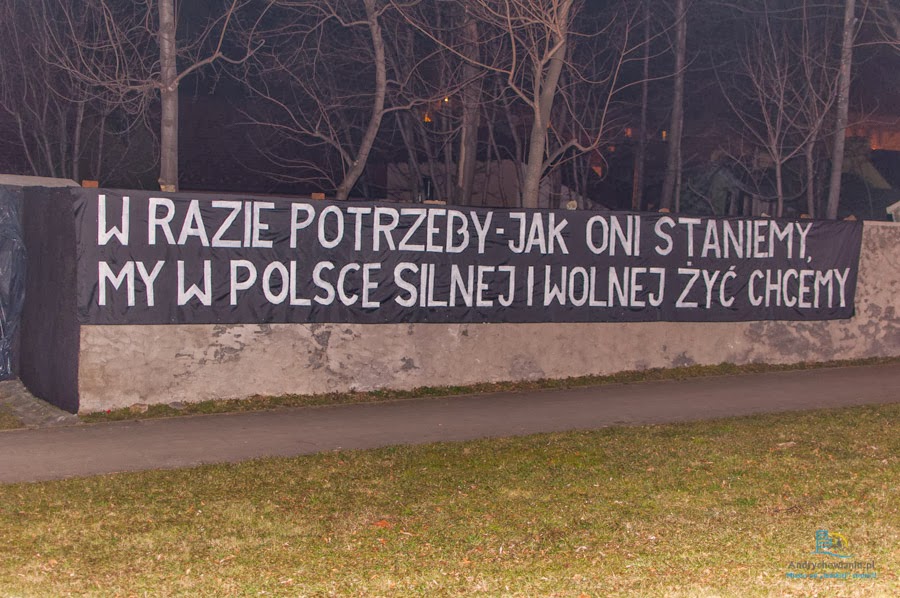 W RAZIE POTRZEBY-JAK ONI STANIEMY,
MY W POLSCE SILNEJ I WOLNEJ ŻYĆ CHCEMY